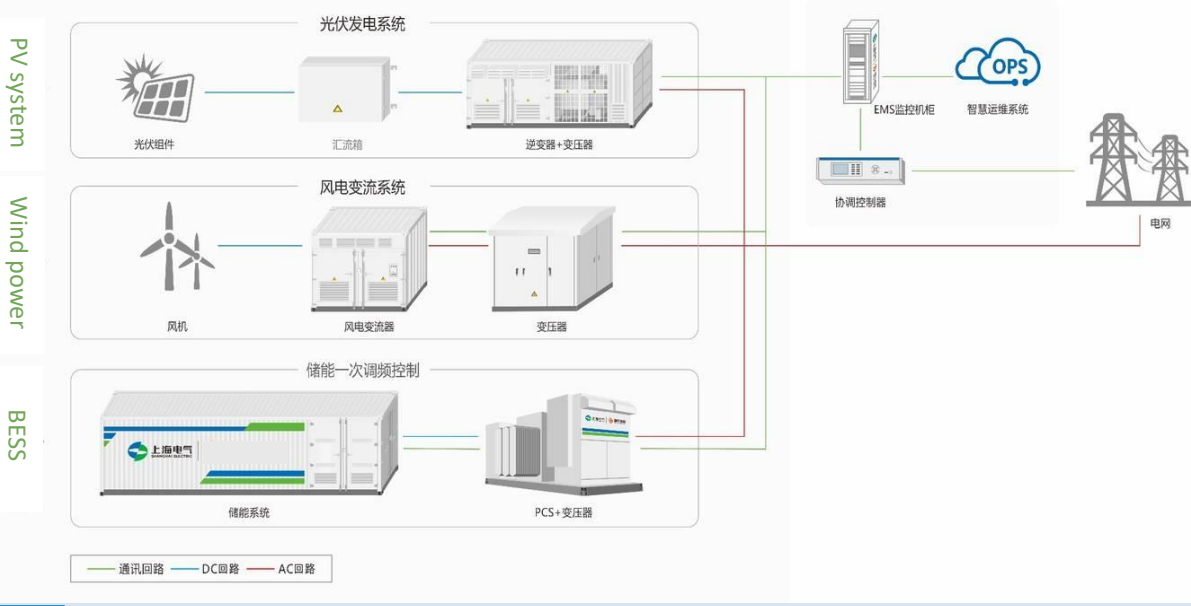 PV system
光伏发电系统
光伏组件
汇流箱
逆变器+变压器
EMS监控机柜
OPS
智慧运维系统
协调控制器
电网
Wind power
风电变流系统
风机
风电变流器
变压器
BESS
储能一次调频控制
上海电气
SHANGHAI ELECTRIC
储能系统
PCS+变压器
通讯回路
DC回路
AC回路